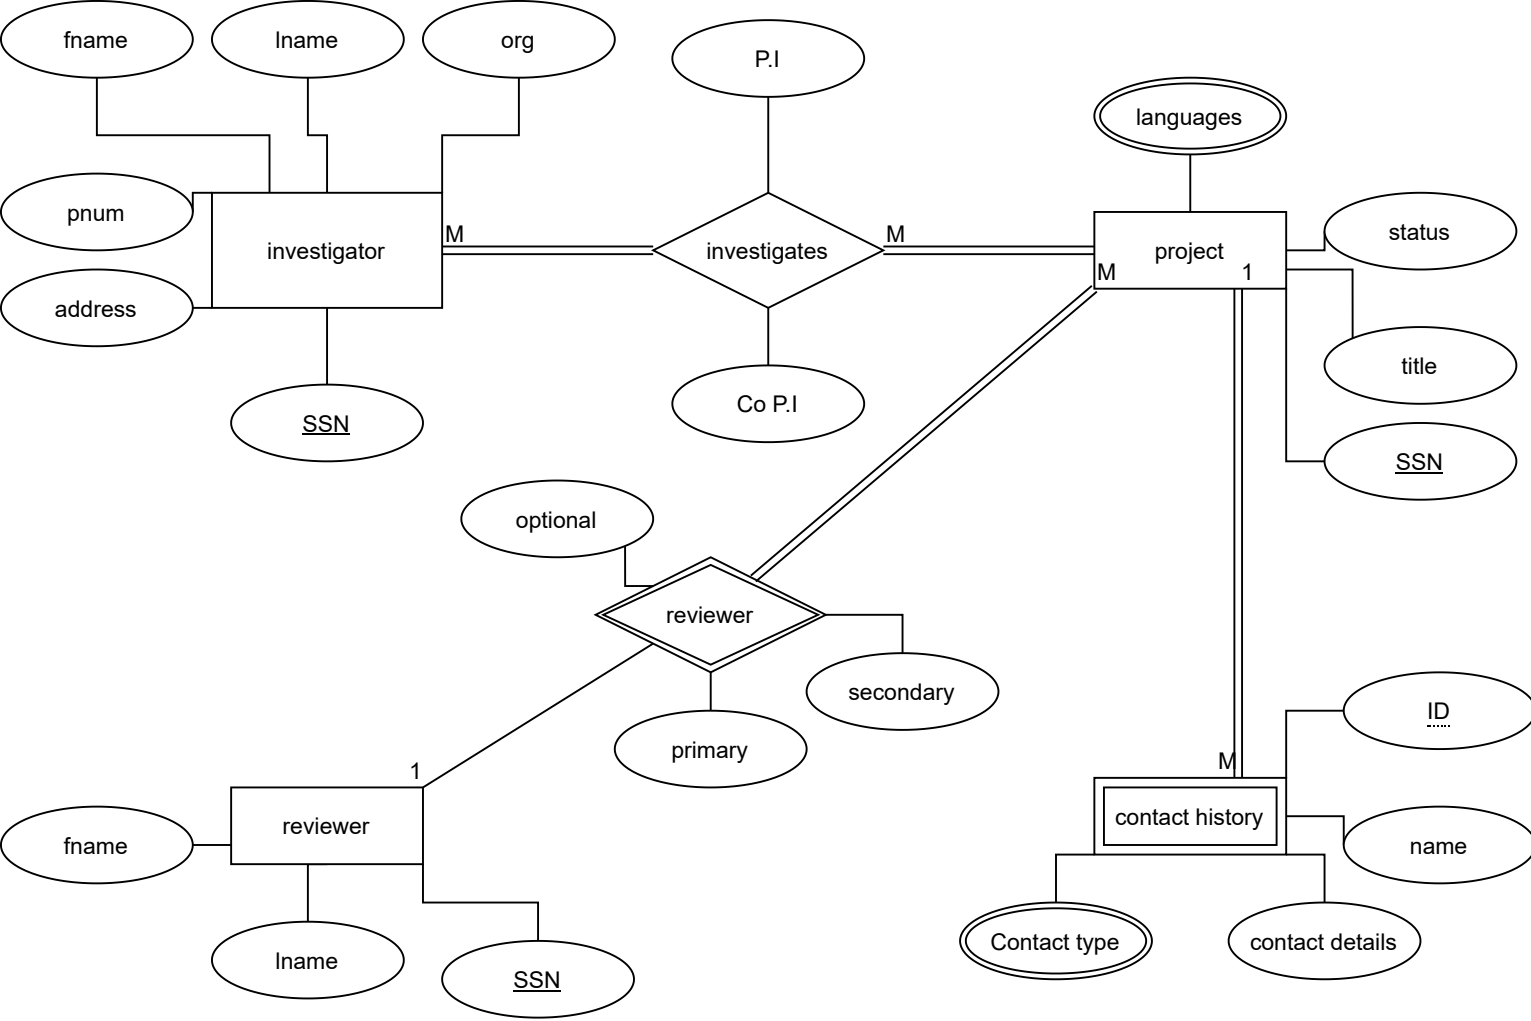 fname
lname
org
P.I
languages
pnum
status
M
M
investigator
investigates
project
M
1
address
title
Co P.I
SSN
SSN
optional
reviewer
secondary
ID
primary
M
1
contact history
reviewer
fname
name
Contact type
contact details
lname
SSN